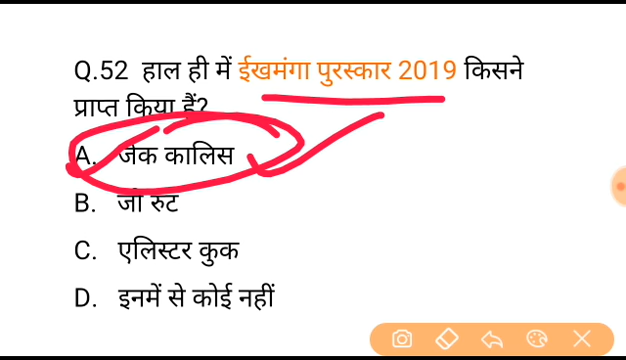 Q.52 हाल ही में ईखमंगा पुरस्कार 2019 किसने
प्राप्त किया हैं?
A. जैक कालिस
B. जो रुट
C. एलिस्टर कुक
D. इनमें से कोई नहीं